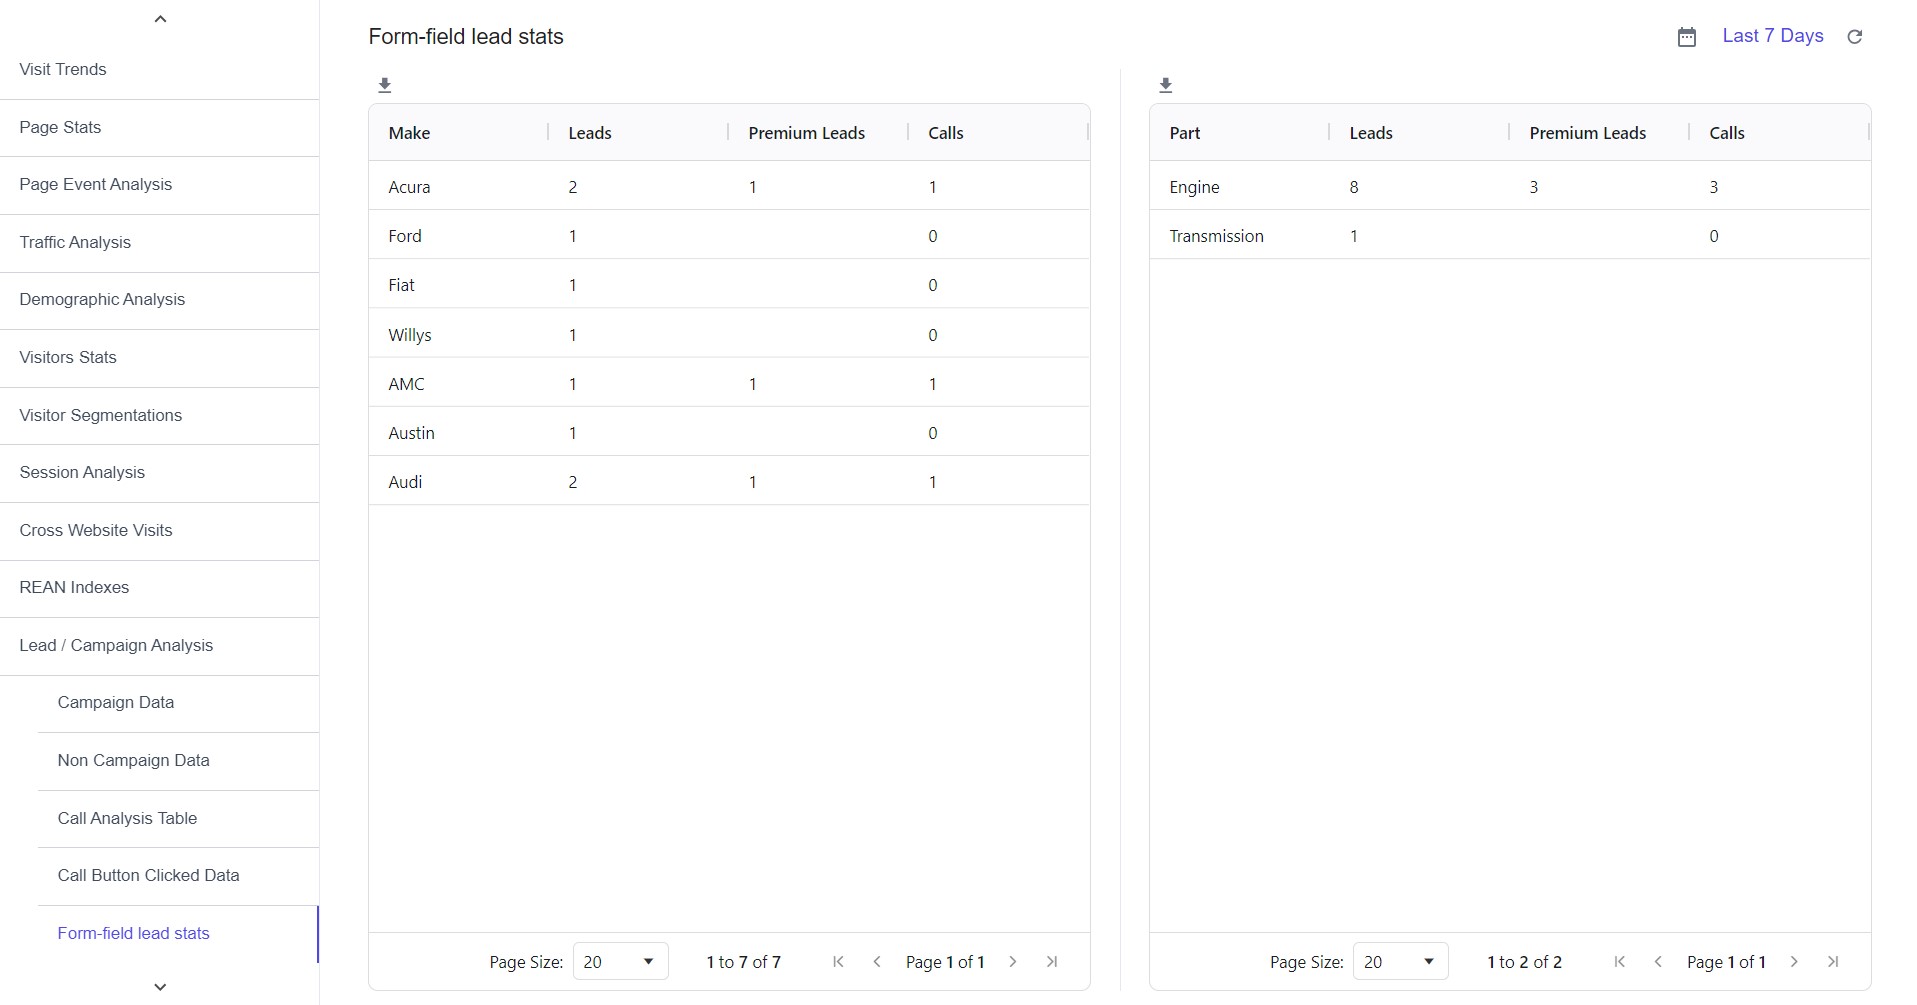 Visit Trends
Page Stats
Page Event Analysis
Traffic Analysis
Demographic Analysis
Visitors Stats
Visitor Segmentations
Session Analysis
Cross Website Visits
REAN Indexes
Lead / Campaign Analysis
Campaign Data
Non Campaign Data
Call Analysis Table
Call Button Clicked Data
Form-field lead stats
Form-field lead stats
Last 7 Days
Make Leads Premium Leads Calls
Acura 2 1 1
Ford 1 0
Fiat 1 0
Willys 1 0
AMC 1 1 1
Austin 1 0
Audi 2 1 1
Page Size: 20 1 to 7 of 7 Page 1 of 1
Part Leads Premium Leads Calls
Engine 8 3 3
Transmission 1 0
Page Size: 20 1 to 2 of 2 Page 1 of 1